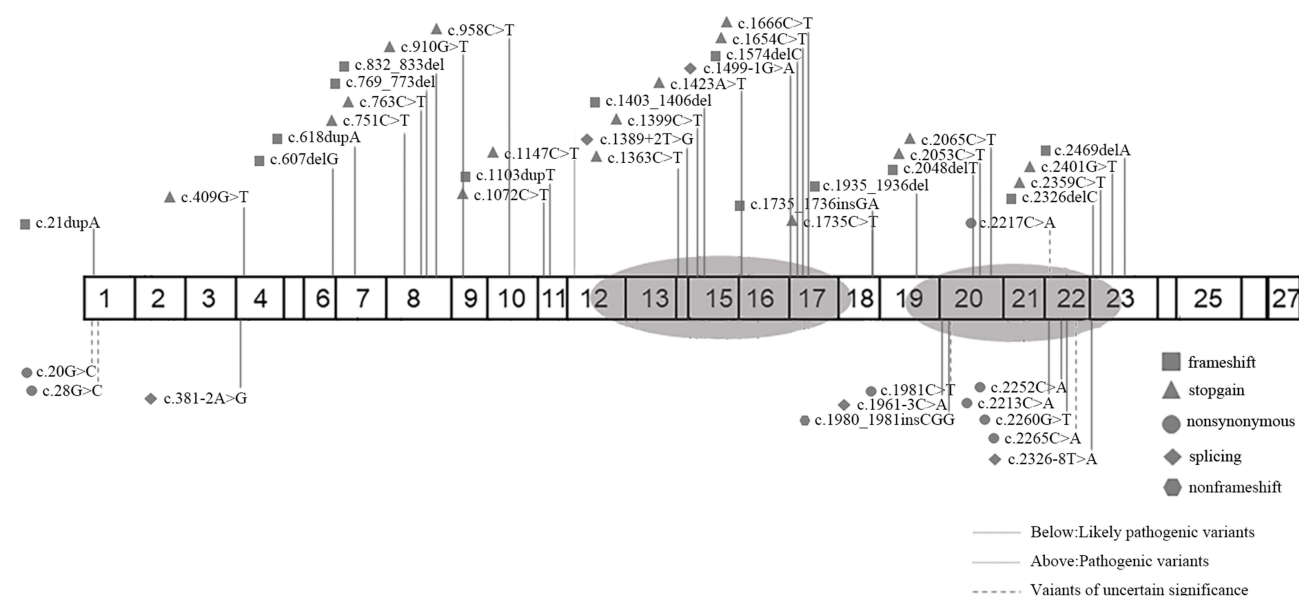 c.1666C>T
c.958C>T
c.1654C>T
c.910G>T
c.1574delC
c.832_833del
c.1499-1G>A
c.769_773del
c.1423A>T
c.763C>T
c.1403_1406del
c.751C>T
c.1399C>T
c.618dupA
c.1389+2T>G
c.2065C>T
c.607delG
c.1147C>T
c.1363C>T
c.2053C>T
c.2469delA
c.1103dupT
c.2048delT
c.2401G>T
c.409G>T
c.1072C>T
c.1935_1936del
c.2359C>T
c.1735_1736insGA
c.2326delC
c.21dupA
c.1735C>T
c.2217C>A
1 2 3 4 6 7 8 9 10 11 12 13 15 16 17 18 19 20 21 22 23 25 27
c.20G>C
c.28G>C
c.381-2A>G
c.1981C>T
c.2252C>A
c.1961-3C>A
c.2213C>A
c.1980_1981insCGG
c.2260G>T
c.2265C>A
c.2326-8T>A
frameshift
stopgain
nonsynonymous
splicing
nonframeshift
Below:Likely pathogenic variants
Above:Pathogenic variants
Vaiants of uncertain significance